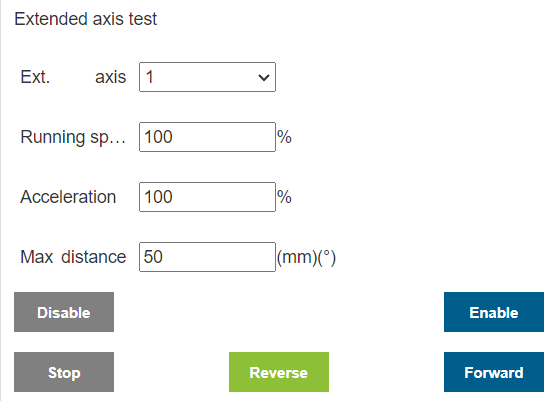 Extended axis test
Ext. axis 1
Running sp... 100 %
Acceleration 100 %
Max distance 50 (mm)(°)
Disable Enable
Stop Reverse Forward